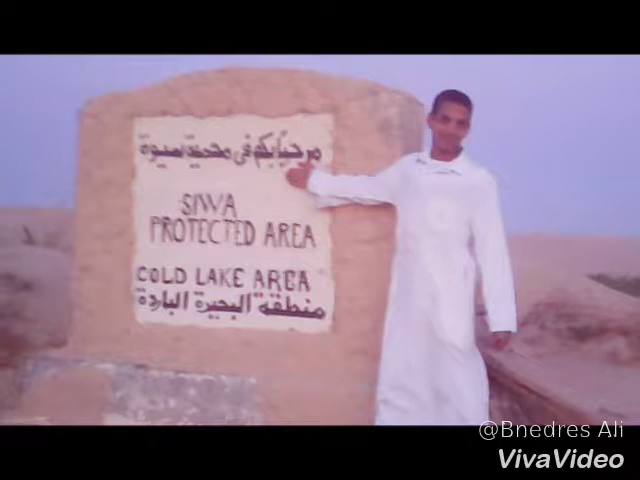 مرحبا بكم في محمية سيوة
SIWA
PROTECTED AREA
COLD LAKE AREA
منطقة البحيرة الباردة
@Bnedres Ali
VivaVideo